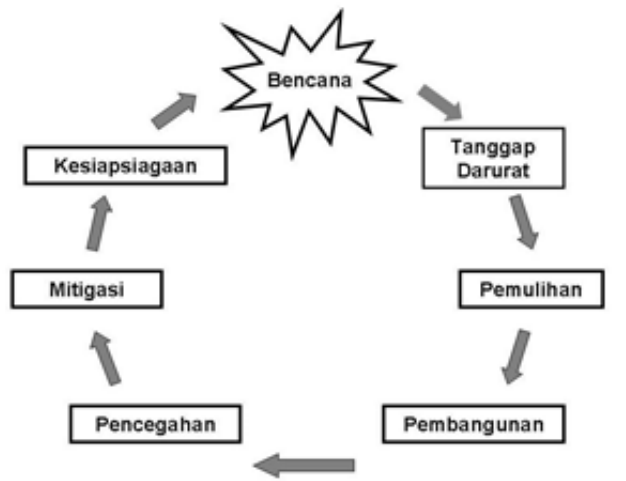 Bencana
Tanggap
Darurat
Pemulihan
Pembangunan
Pencegahan
Mitigasi
Kesiapsiagaan